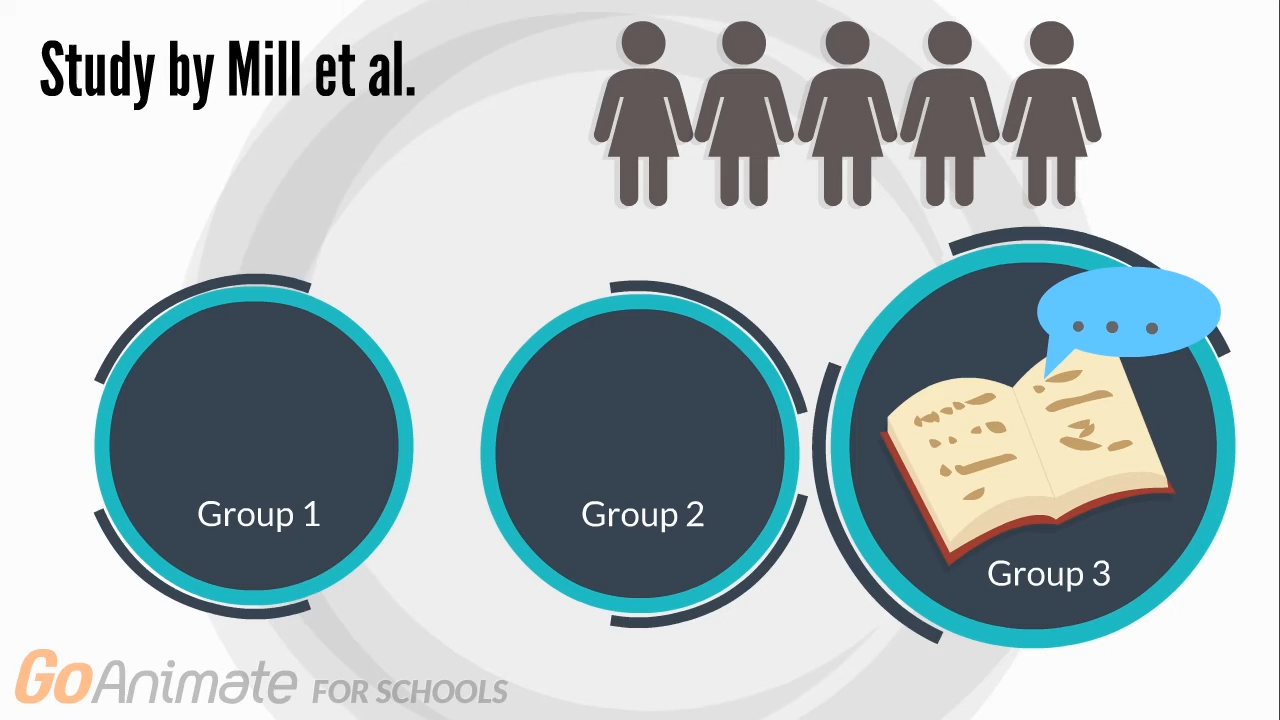 Study by Mill et al.
Group 1
Group 2
Group 3
GoAnimate FOR SCHOOLS